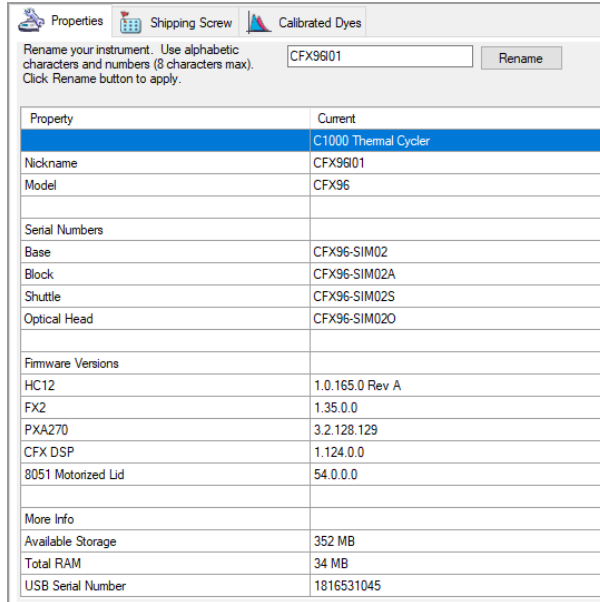 Properties Shipping Screw Calibrated Dyes
Rename your instrument. Use alphabetic
characters and numbers (8 characters max).
Click Rename button to apply.
CFX96I01 Rename
Property Current
C1000 Thermal Cycler
Nickname CFX96I01
Model CFX96
Serial Numbers
Base CFX96-SIM02
Block CFX96-SIM02A
Shuttle CFX96-SIM02S
Optical Head CFX96-SIM02O
Firmware Versions
HC12 1.0.165.0 Rev A
FX2 1.35.0.0
PXA270 3.2.128.129
CFX DSP 1.124.0.0
8051 Motorized Lid 54.0.0.0
More Info
Available Storage 352 MB
Total RAM 34 MB
USB Serial Number 1816531045